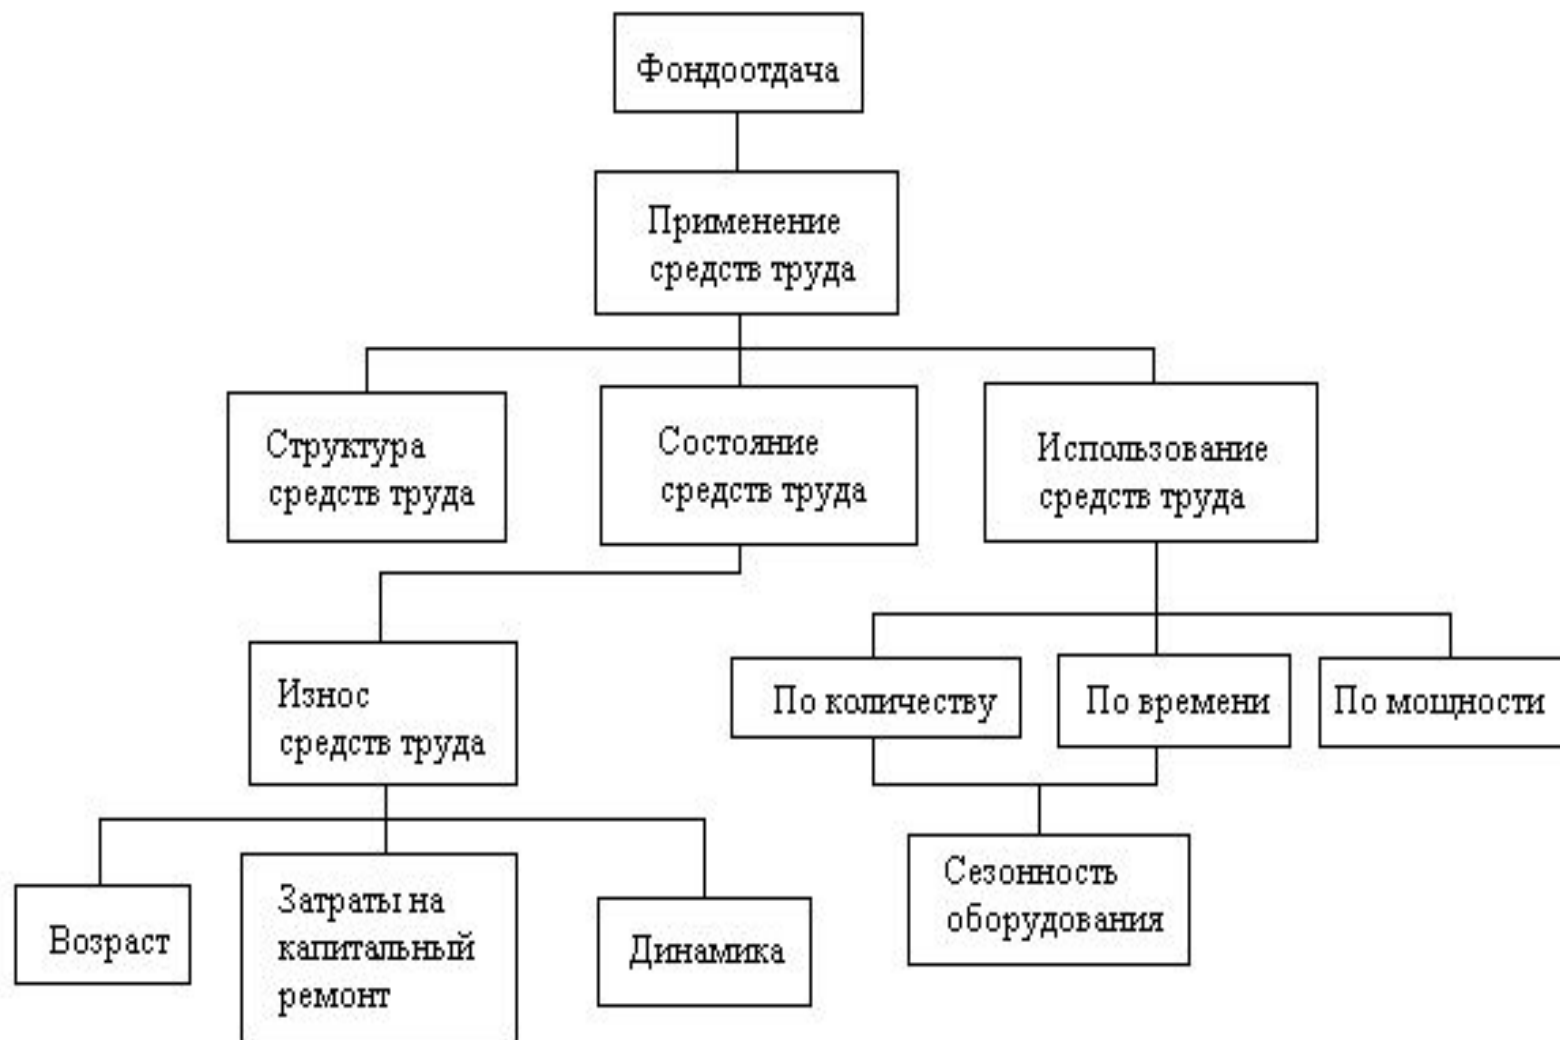 Фондоотдача
Применение
средств труда
Структура
средств труда
Состояние
средств труда
Использование
средств труда
Износ
средств труда
По количеству
По времени
По мощности
Возраст
Затраты на
капитальный
ремонт
Динамика
Сезонность
оборудования